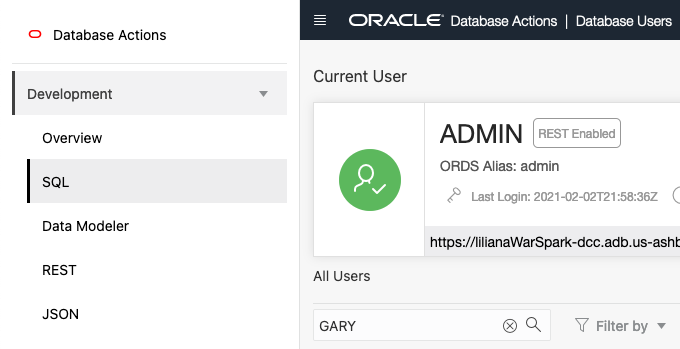 Database Actions
Development
Overview
SQL
Data Modeler
REST
JSON
ORACLE Database Actions | Database Users
Current User
ADMIN REST Enabled
ORDS Alias: admin
Last Login: 2021-02-02T21:58:36Z
https://lilianaWarSpark-dcc.adb.us-ashb
All Users
GARY
Filter by